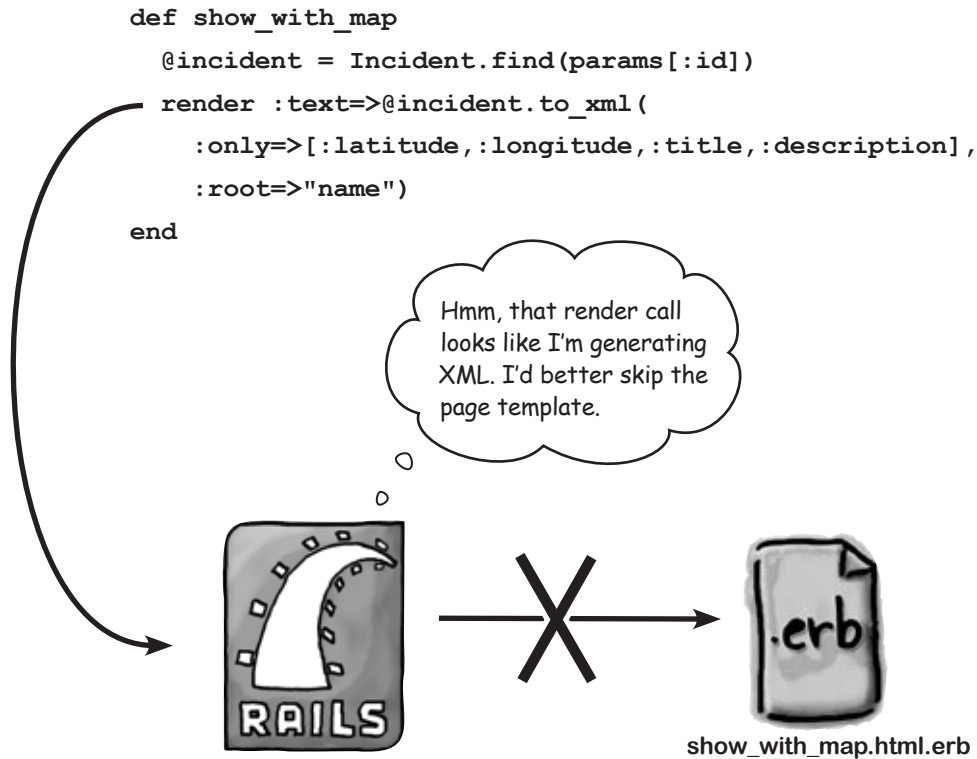 def show_with_map
@incident = Incident.find(params[:id])
render :text=>@incident.to_xml(
:only=>[:latitude,:longitude,:title,:description],
:root=>"name")
end
Hmm, that render call
looks like I'm generating
XML. I'd better skip the
page template.
RAILS
.erb
show_with_map.html.erb